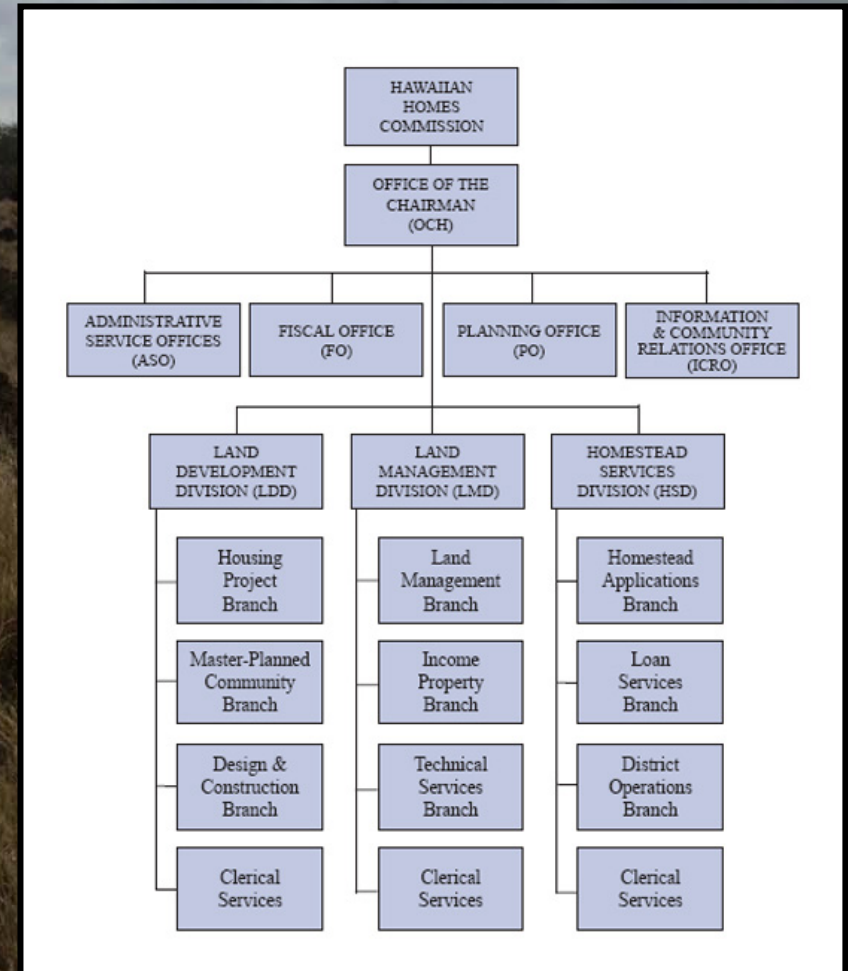 HAWAIIAN
HOMES
COMMISSION
OFFICE OF THE
CHAIRMAN
(OCH)
ADMINISTRATIVE
SERVICE OFFICES
(ASO)
FISCAL OFFICE
(FO)
PLANNING OFFICE
(PO)
INFORMATION
& COMMUNITY
RELATIONS OFFICE
(ICRO)
LAND
DEVELOPMENT
DIVISION (LDD)
LAND
MANAGEMENT
DIVISION (LMD)
HOMESTEAD
SERVICES
DIVISION (HSD)
Housing
Project
Branch
Land
Management
Branch
Homestead
Applications
Branch
Master-Planned
Community
Branch
Income
Property
Branch
Loan
Services
Branch
Design &
Construction
Branch
Technical
Services
Branch
District
Operations
Branch
Clerical
Services
Clerical
Services
Clerical
Services